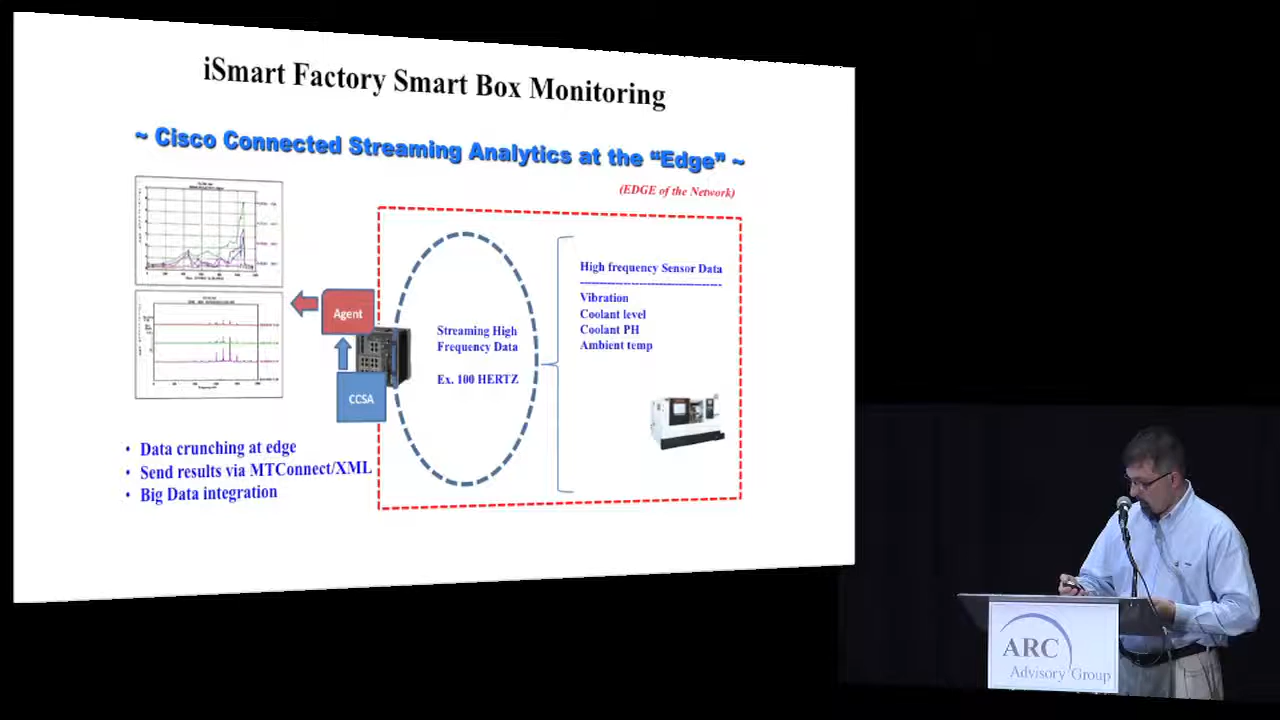 iSmart Factory Smart Box Monitoring
~ Cisco Connected Streaming Analytics at the “Edge” ~
(EDGE of the Network)
High frequency Sensor Data
Vibration
Coolant level
Coolant PH
Ambient temp
Agent
Streaming High
Frequency Data
Ex. 100 HERTZ
CCSA
• Data crunching at edge
• Send results via MTConnect/XML
• Big Data integration
ARC
Advisory Group